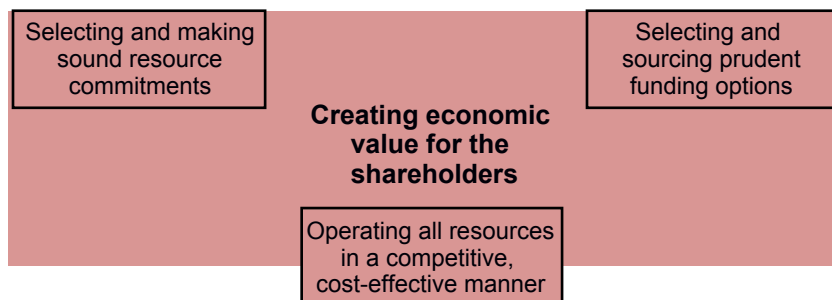 Selecting and making
sound resource
commitments
Selecting and
sourcing prudent
funding options
Creating economic
value for the
shareholders
Operating all resources
in a competitive,
cost-effective manner